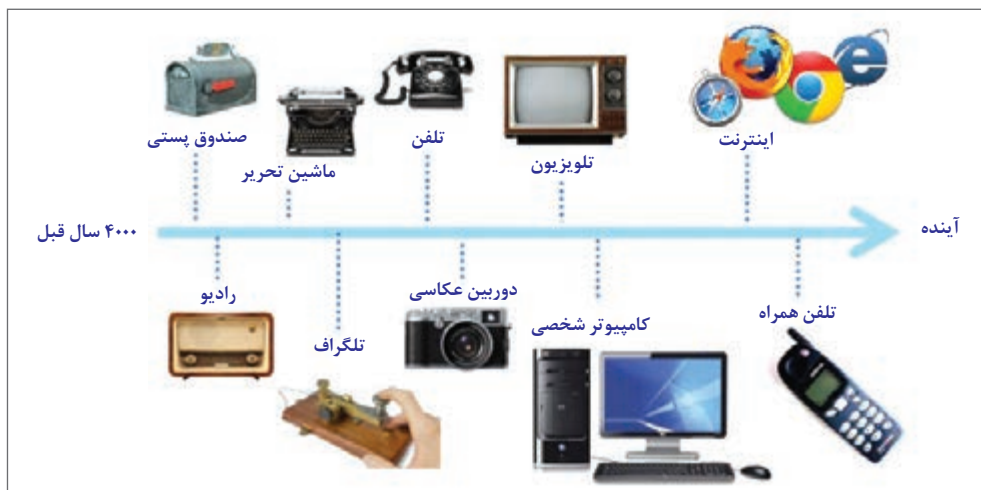 صندوق پستی
ماشین تحریر
تلفن
تلویزیون
اینترنت
۴۰۰۰ سال قبل
آینده
رادیو
تلگراف
دوربین عکاسی
کامپیوتر شخصی
تلفن همراه